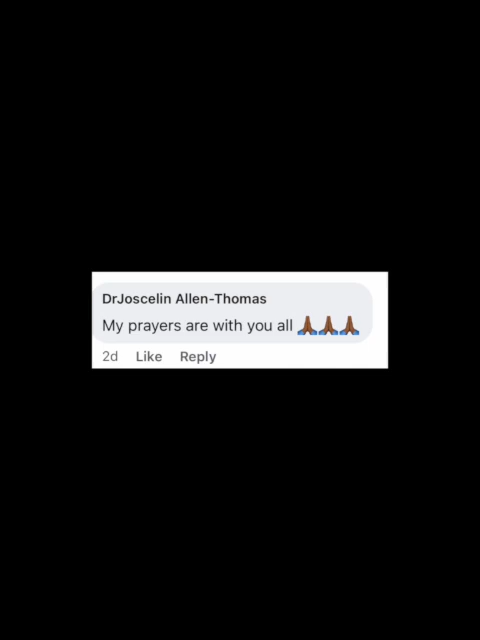 DrJoscelin Allen-Thomas
My prayers are with you all 🙏🏾🙏🏾🙏🏾
2d Like Reply